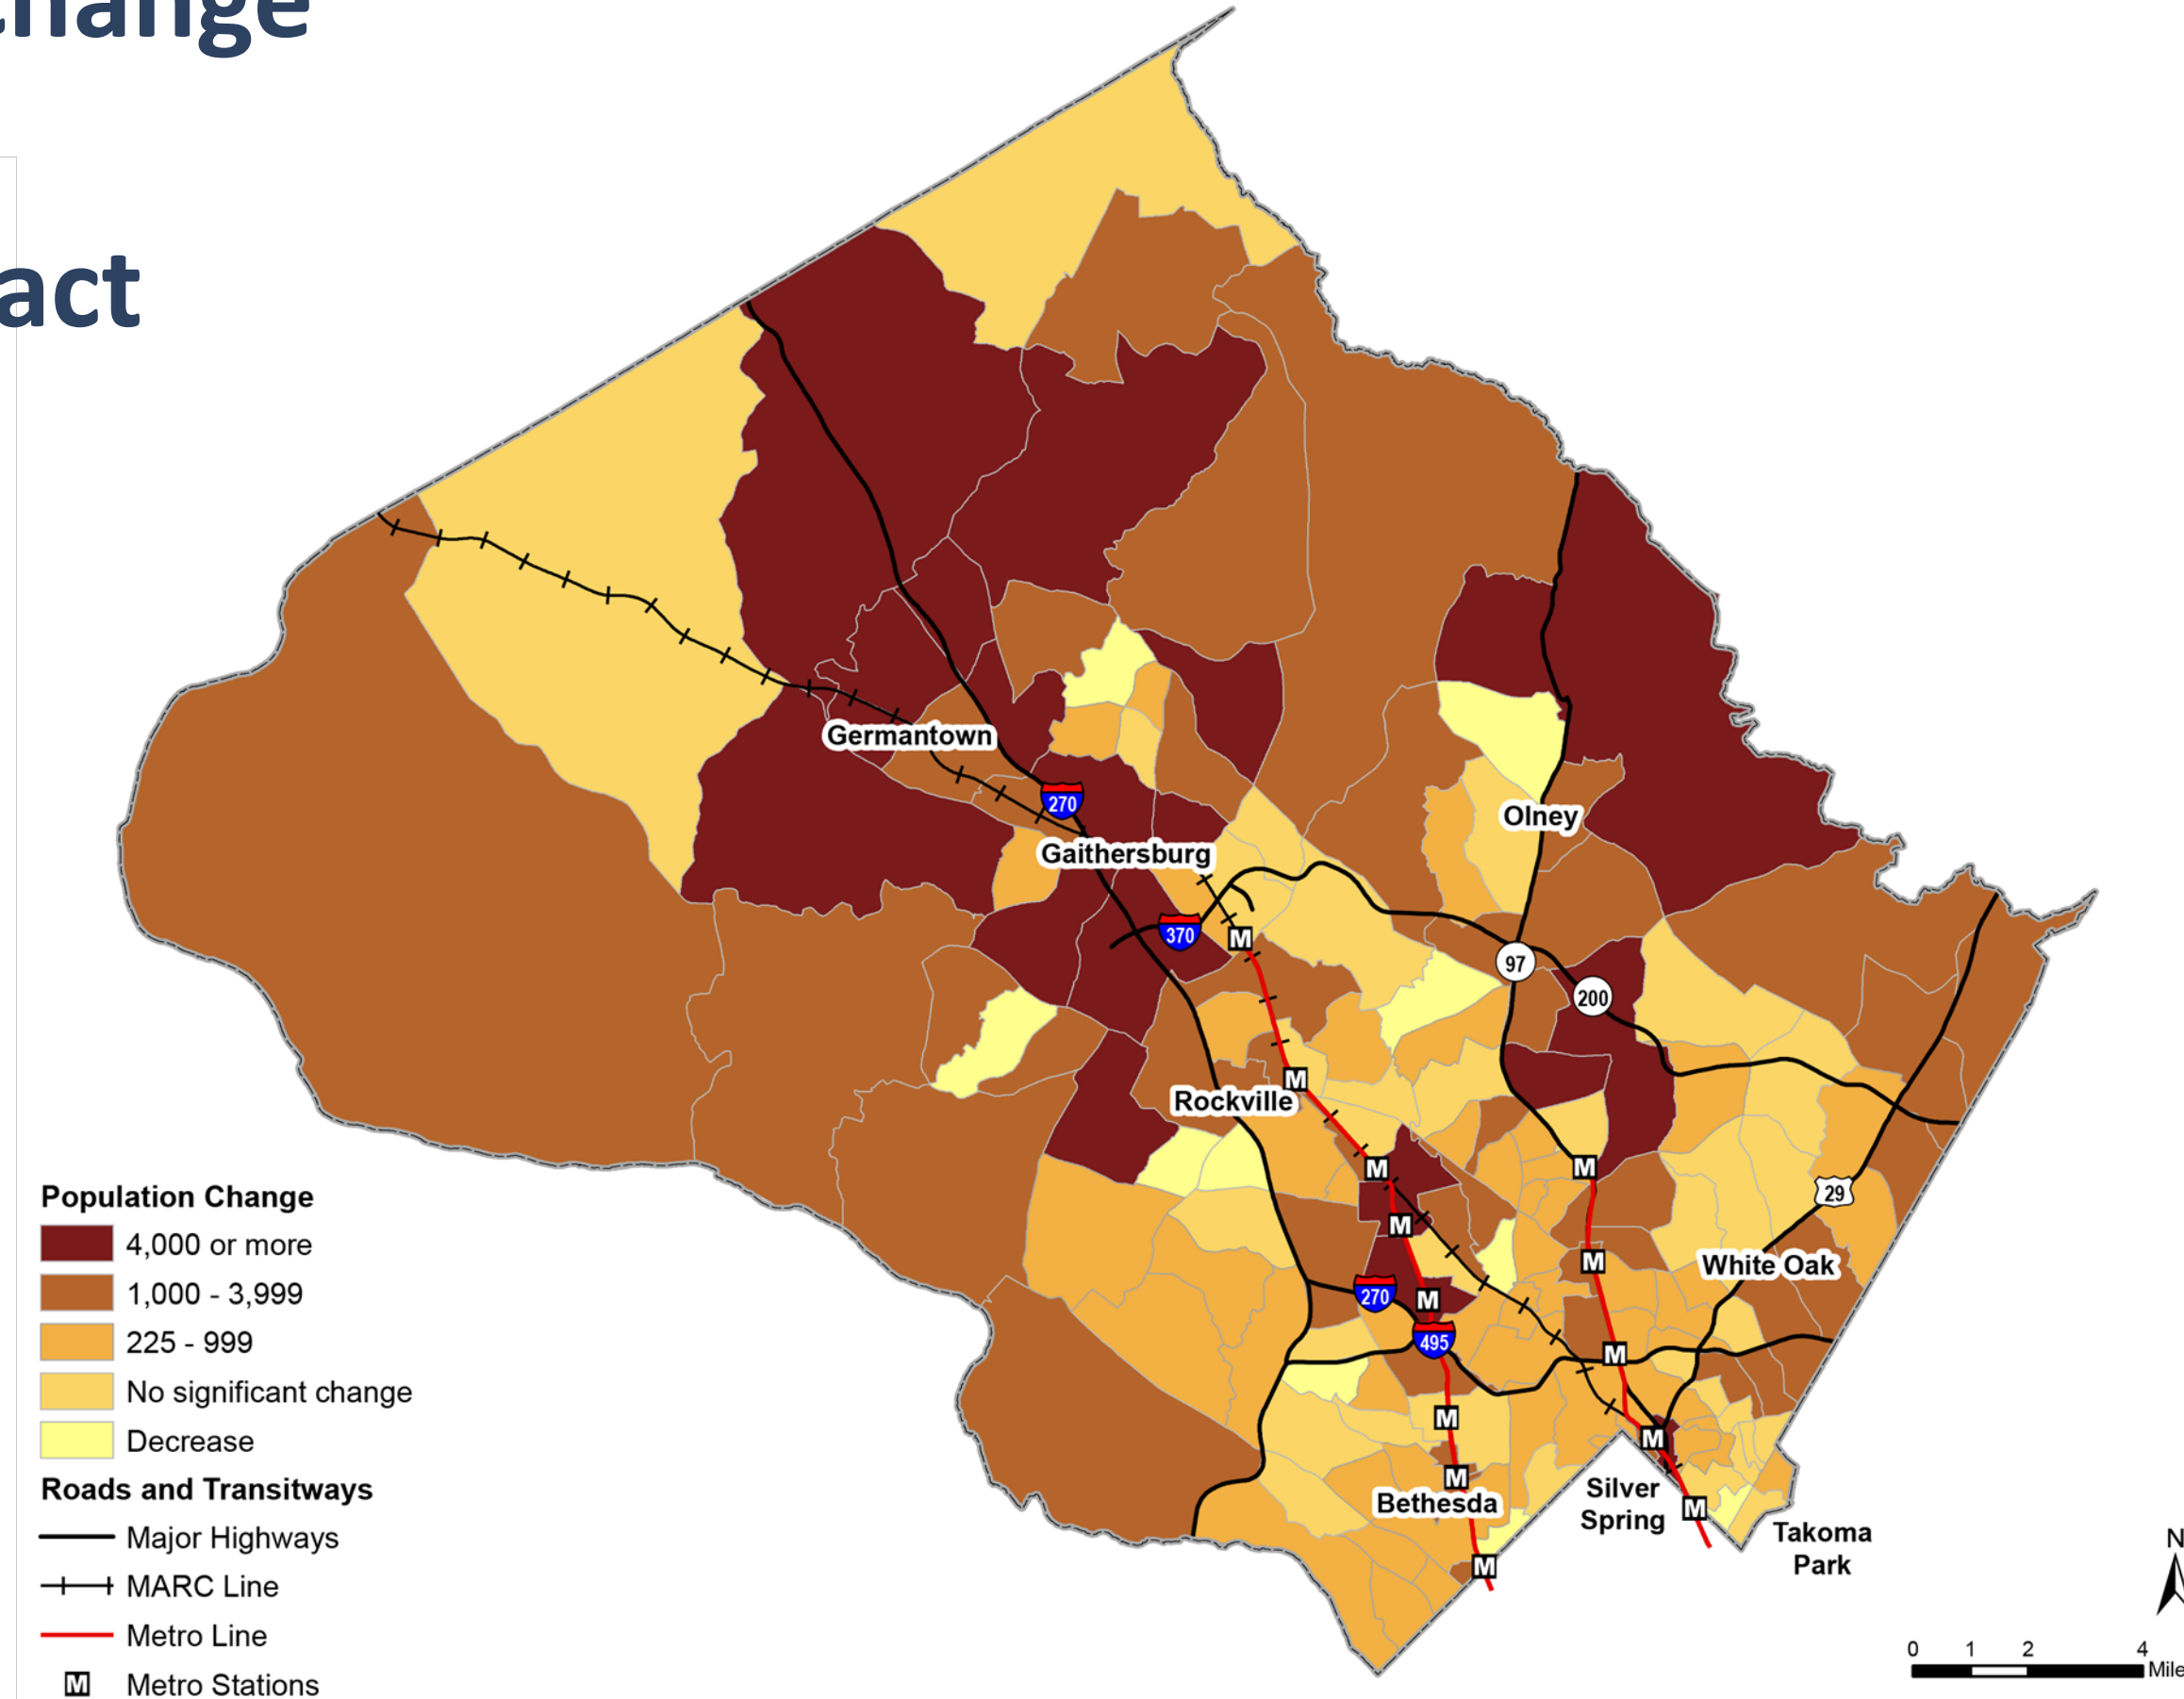 hange
act
Germantown
270
Gaithersburg
Olney
370
97
200
Rockville
29
White Oak
270
495
Bethesda
Silver
Spring
Takoma
Park
M
M
M
M
M
M
M
M
M
M
M
M
M
Population Change
4,000 or more
1,000 - 3,999
225 - 999
No significant change
Decrease
Roads and Transitways
Major Highways
MARC Line
Metro Line
M Metro Stations
N
0 1 2 4
Mile